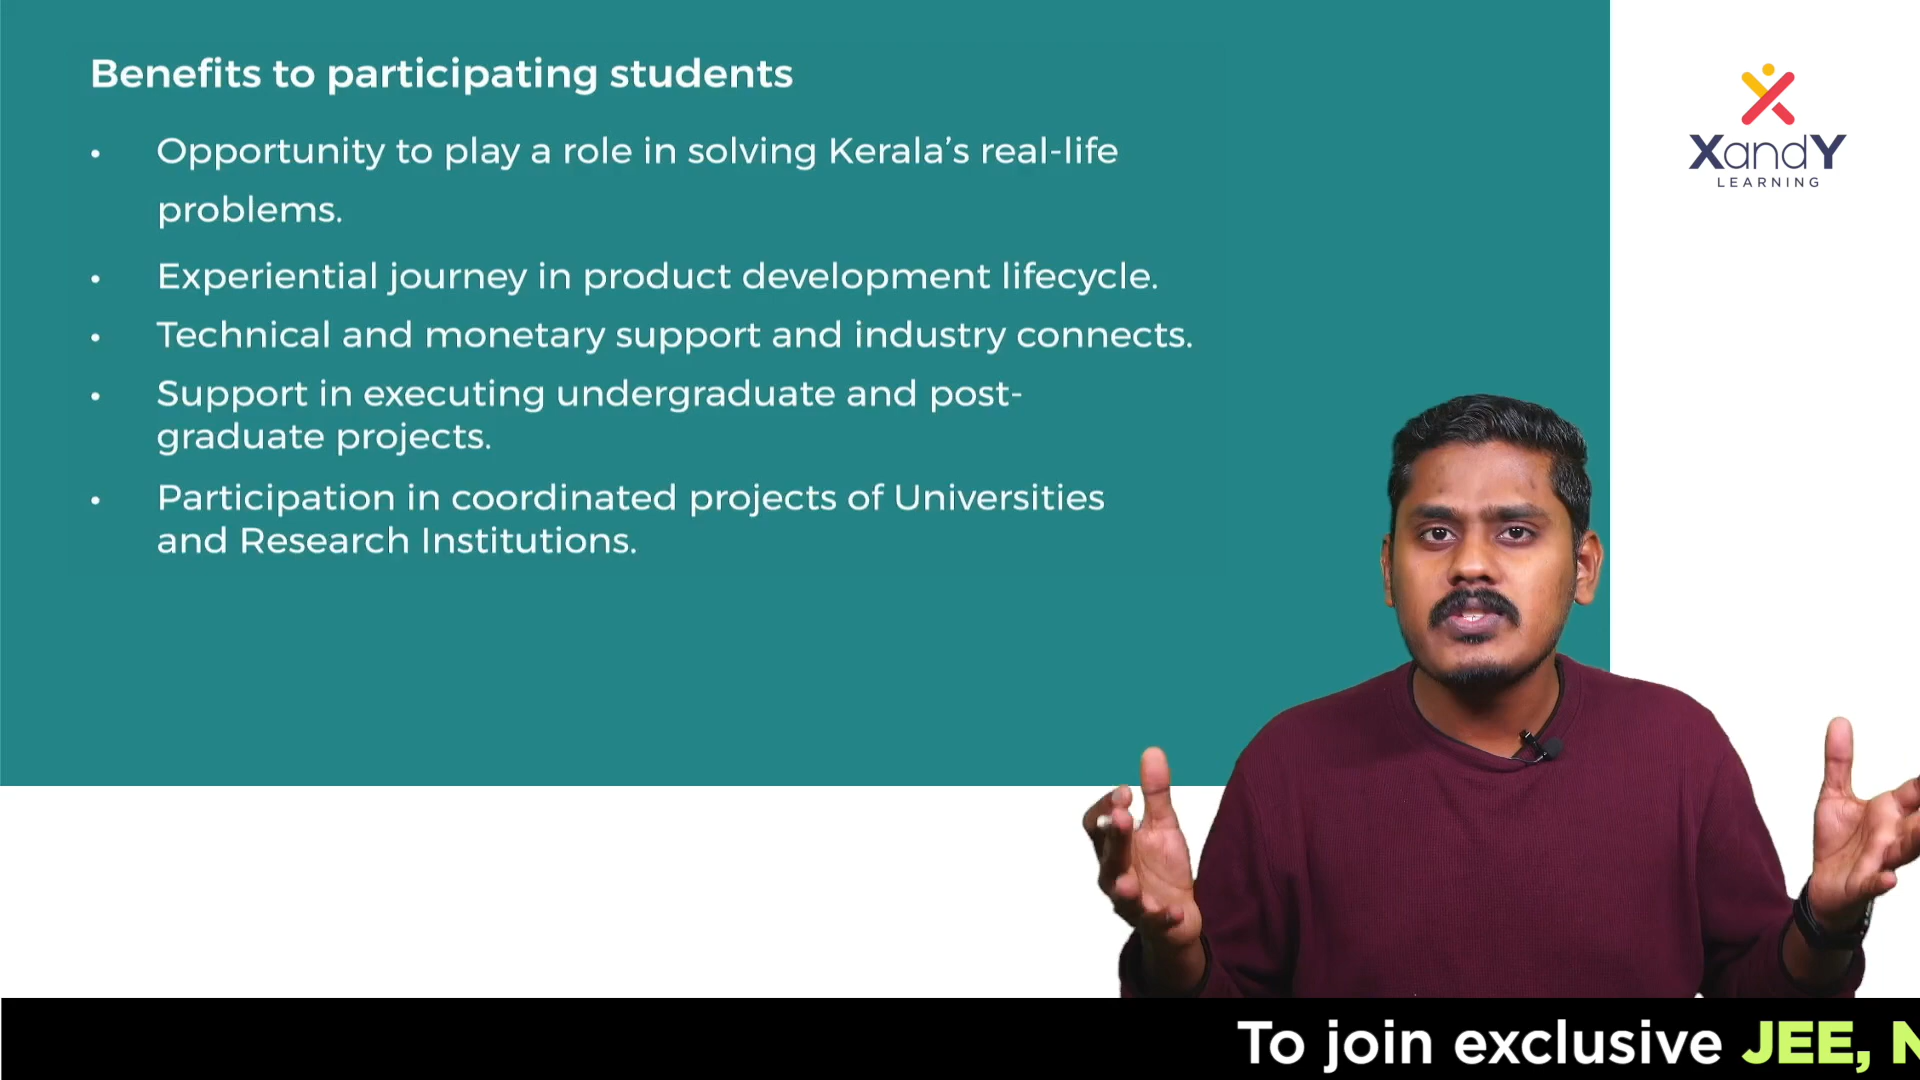 Benefits to participating students
• Opportunity to play a role in solving Kerala's real-life
problems.
• Experiential journey in product development lifecycle.
• Technical and monetary support and industry connects.
• Support in executing undergraduate and post-
graduate projects.
• Participation in coordinated projects of Universities
and Research Institutions.
XandY
LEARNING
To join exclusive JEE, N